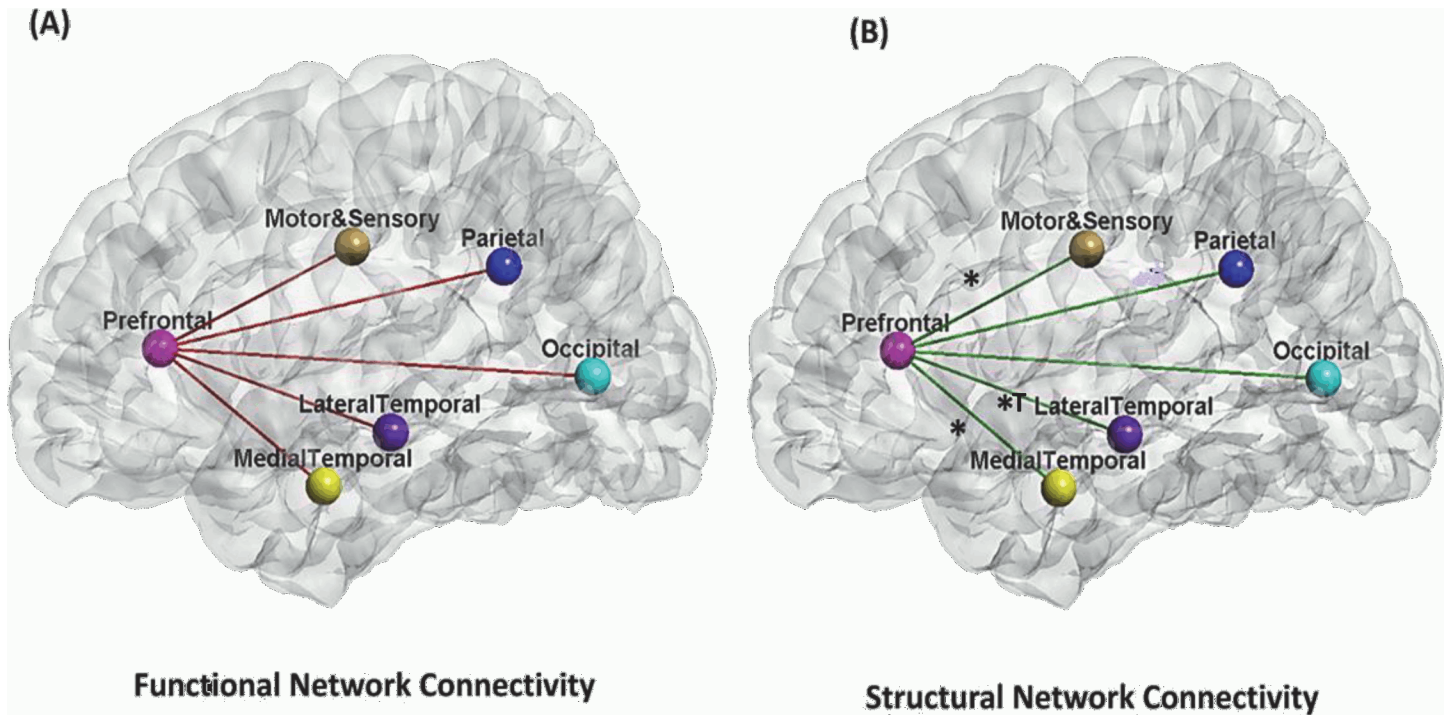 (A)
Motor&Sensory
Parietal
Prefrontal
Occipital
LateralTemporal
MedialTemporal
Functional Network Connectivity
(B)
Motor&Sensory
Parietal
*
Prefrontal
Occipital
*T LateralTemporal
*
MedialTemporal
Structural Network Connectivity